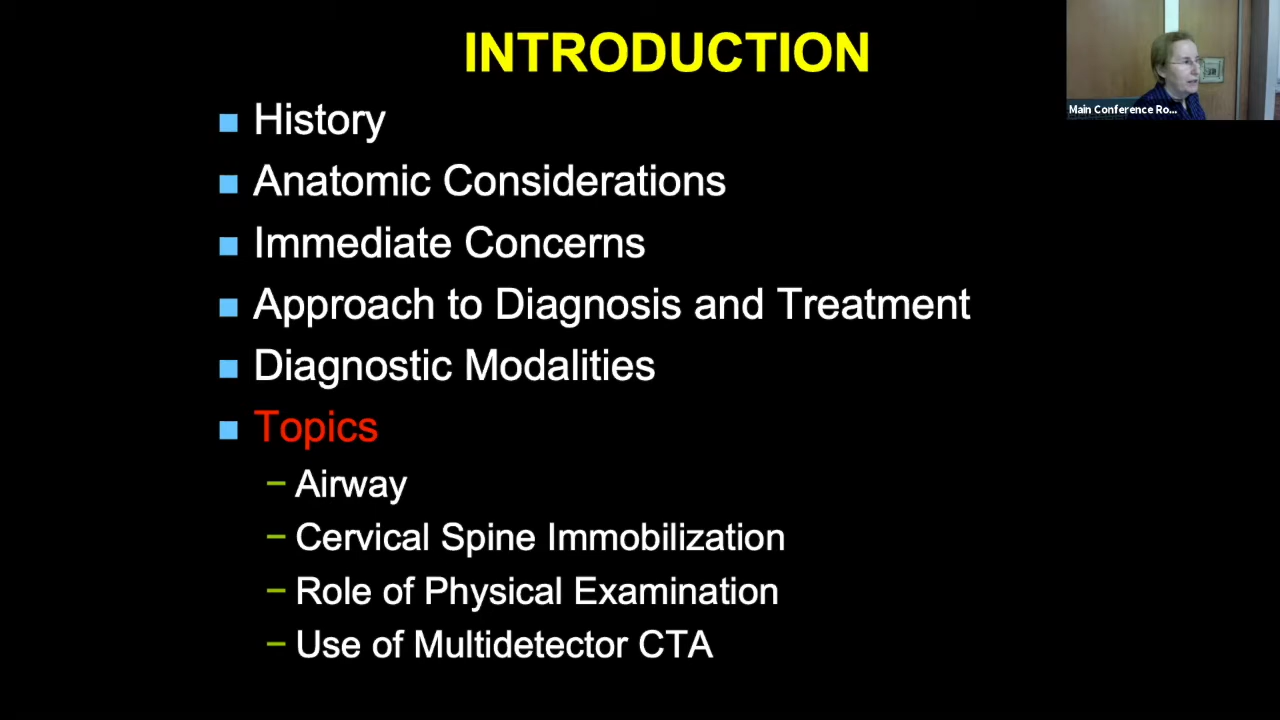 INTRODUCTION
Main Conference Ro...
■ History
■ Anatomic Considerations
■ Immediate Concerns
■ Approach to Diagnosis and Treatment
■ Diagnostic Modalities
■ Topics
– Airway
– Cervical Spine Immobilization
– Role of Physical Examination
– Use of Multidetector CTA